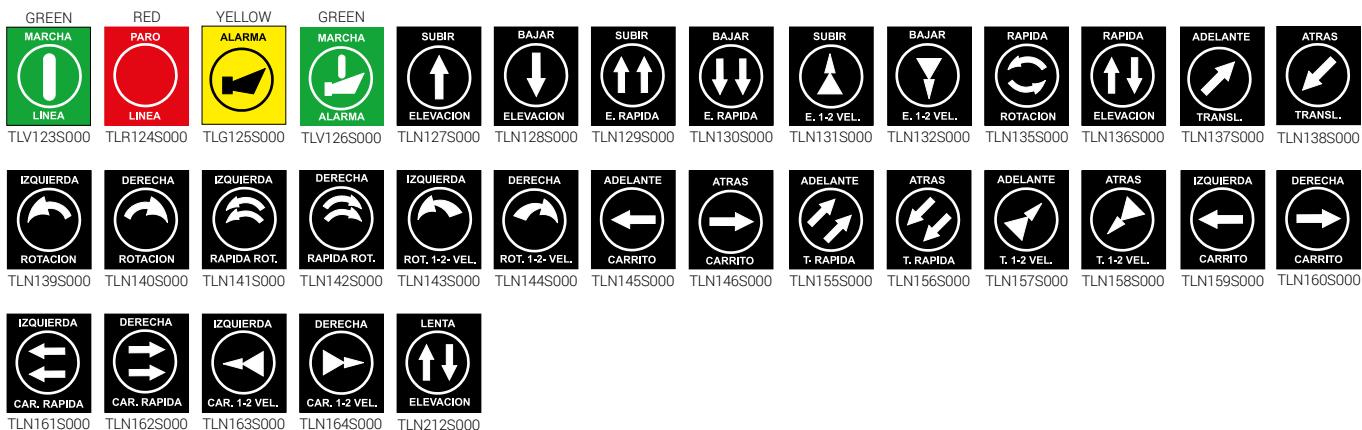 GREEN RED YELLOW GREEN
MARCHA PARO ALARMA MARCHA SUBIR BAJAR SUBIR BAJAR SUBIR BAJAR RAPIDA RAPIDA ADELANTE ATRAS
LINEA LINEA ALARMA ELEVACION ELEVACION E. RAPIDA E. RAPIDA E. 1-2 VEL. E. 1-2 VEL. ROTACION ELEVACION TRANSL. TRANSL.
TLV123S000 TLR124S000 TLG125S000 TLV126S000 TLN127S000 TLN128S000 TLN129S000 TLN130S000 TLN131S000 TLN132S000 TLN135S000 TLN136S000 TLN137S000 TLN138S000
IZQUIERDA DERECHA IZQUIERDA DERECHA IZQUIERDA DERECHA ADELANTE ATRAS ADELANTE ATRAS ADELANTE ATRAS IZQUIERDA DERECHA
ROTACION ROTACION RAPIDA ROT. RAPIDA ROT. ROT. 1-2- VEL. ROT. 1-2- VEL. CARRITO CARRITO T- RAPIDA T. RAPIDA T. 1-2 VEL. T. 1-2 VEL. CARRITO CARRITO
TLN139S000 TLN140S000 TLN141S000 TLN142S000 TLN143S000 TLN144S000 TLN145S000 TLN146S000 TLN155S000 TLN156S000 TLN157S000 TLN158S000 TLN159S000 TLN160S000
IZQUIERDA DERECHA IZQUIERDA DERECHA LENTA
CAR. RAPIDA CAR. RAPIDA CAR. 1-2 VEL. CAR. 1-2 VEL. ELEVACION
TLN161S000 TLN162S000 TLN163S000 TLN164S000 TLN212S000